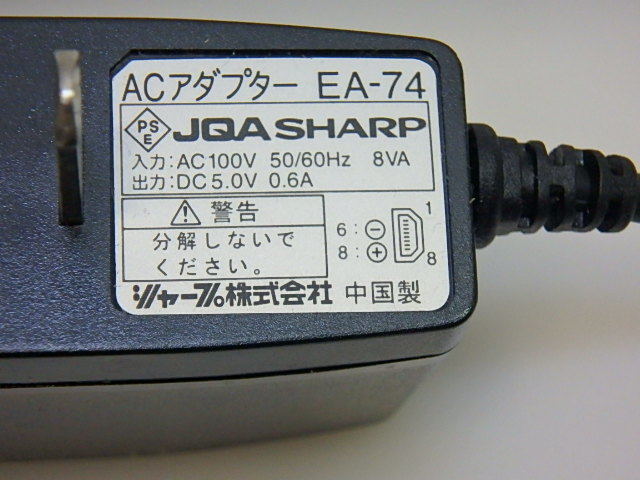 ACアダプター EA-74
PS
E
JQA SHARP
入力:AC100V 50/60Hz 8VA
出力:DC5.0V 0.6A
⚠ 警告
分解しないで
ください。
6:⊖
8:⊕
1
8
シャープ株式会社 中国製